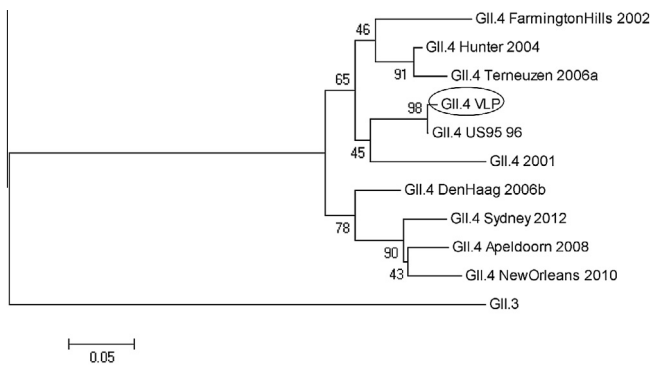 GII.4 FarmingtonHills 2002
46
GII.4 Hunter 2004
91
GII.4 Terneuzen 2006a
65
98
GII.4 VLP
GII.4 US95 96
45
GII.4 2001
GII.4 DenHaag 2006b
78
GII.4 Sydney 2012
90
GII.4 Apeldoorn 2008
43
GII.4 NewOrleans 2010
GII.3
0.05